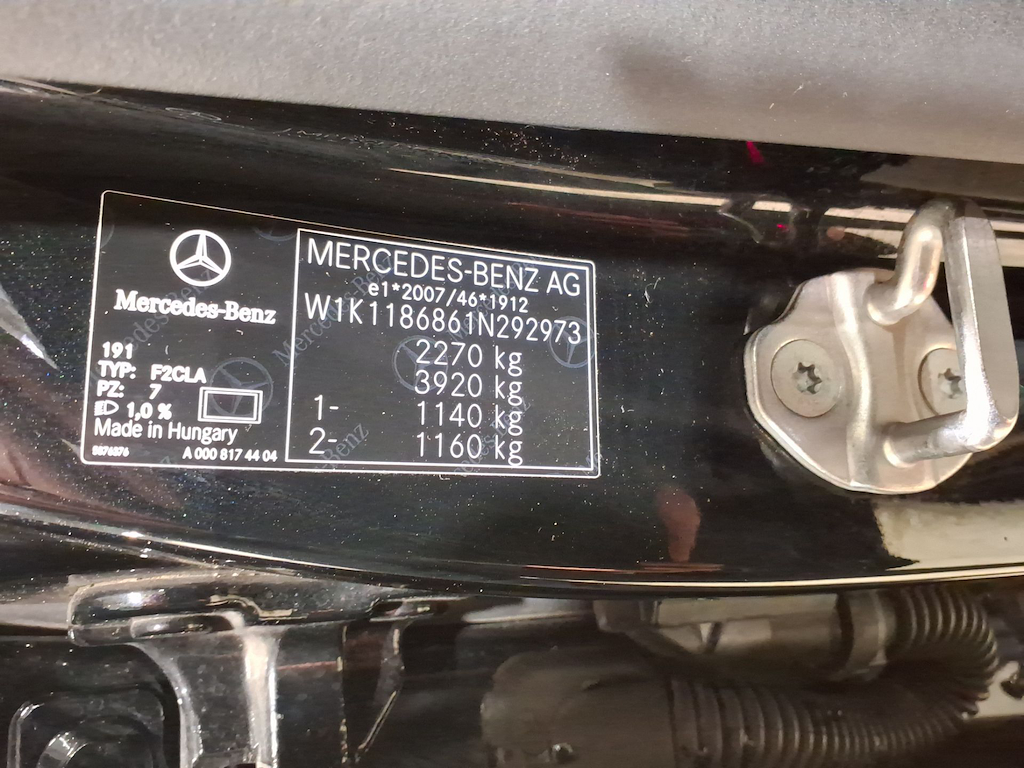 Mercedes-Benz
191
TYP: F2CLA
PZ: 7
1,0 %
Made in Hungary
9876876 A 000 817 44 04
MERCEDES-BENZ AG
e1*2007/46*1912
W1K1186861N292973
2270 kg
3920 kg
1- 1140 kg
2- 1160 kg